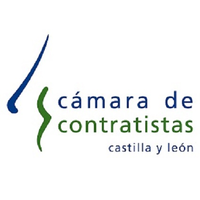 cámara de
contratistas
castilla y león